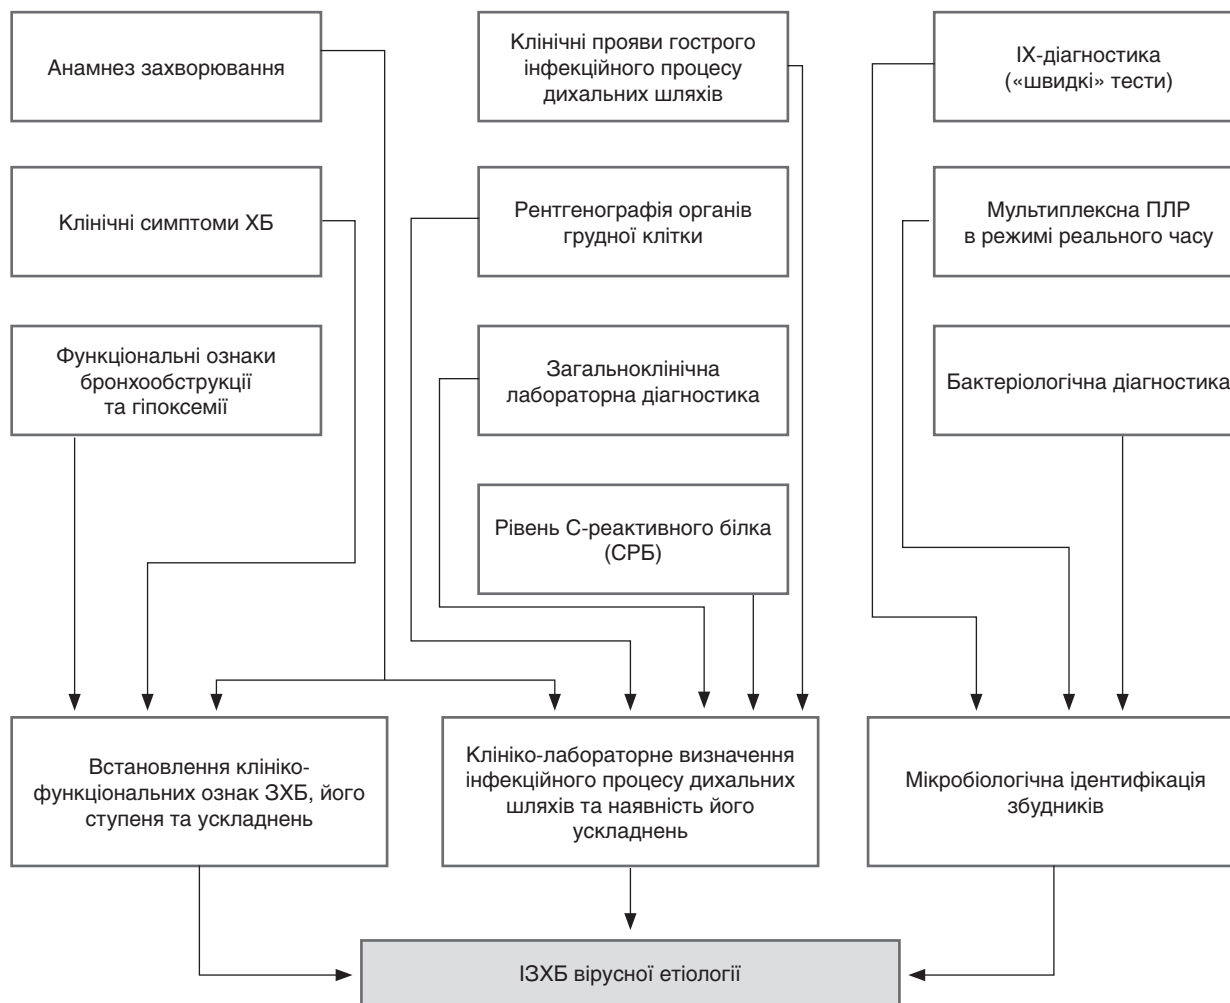 Анамнез захворювання
Клінічні прояви гострого
інфекційного процесу
дихальних шляхів
ІХ-діагностика
(«швидкі» тести)
Клінічні симптоми ХБ
Рентгенографія органів
грудної клітки
Мультиплексна ПЛР
в режимі реального часу
Функціональні ознаки
бронхообструкції
та гіпоксемії
Загальноклінічна
лабораторна діагностика
Бактеріологічна діагностика
Рівень С-реактивного білка
(СРБ)
Встановлення клініко-
функціональних ознак ЗХБ, його
ступеня та ускладнень
Клініко-лабораторне визначення
інфекційного процесу дихальних
шляхів та наявність його
ускладнень
Мікробіологічна ідентифікація
збудників
ІЗХБ вірусної етіології